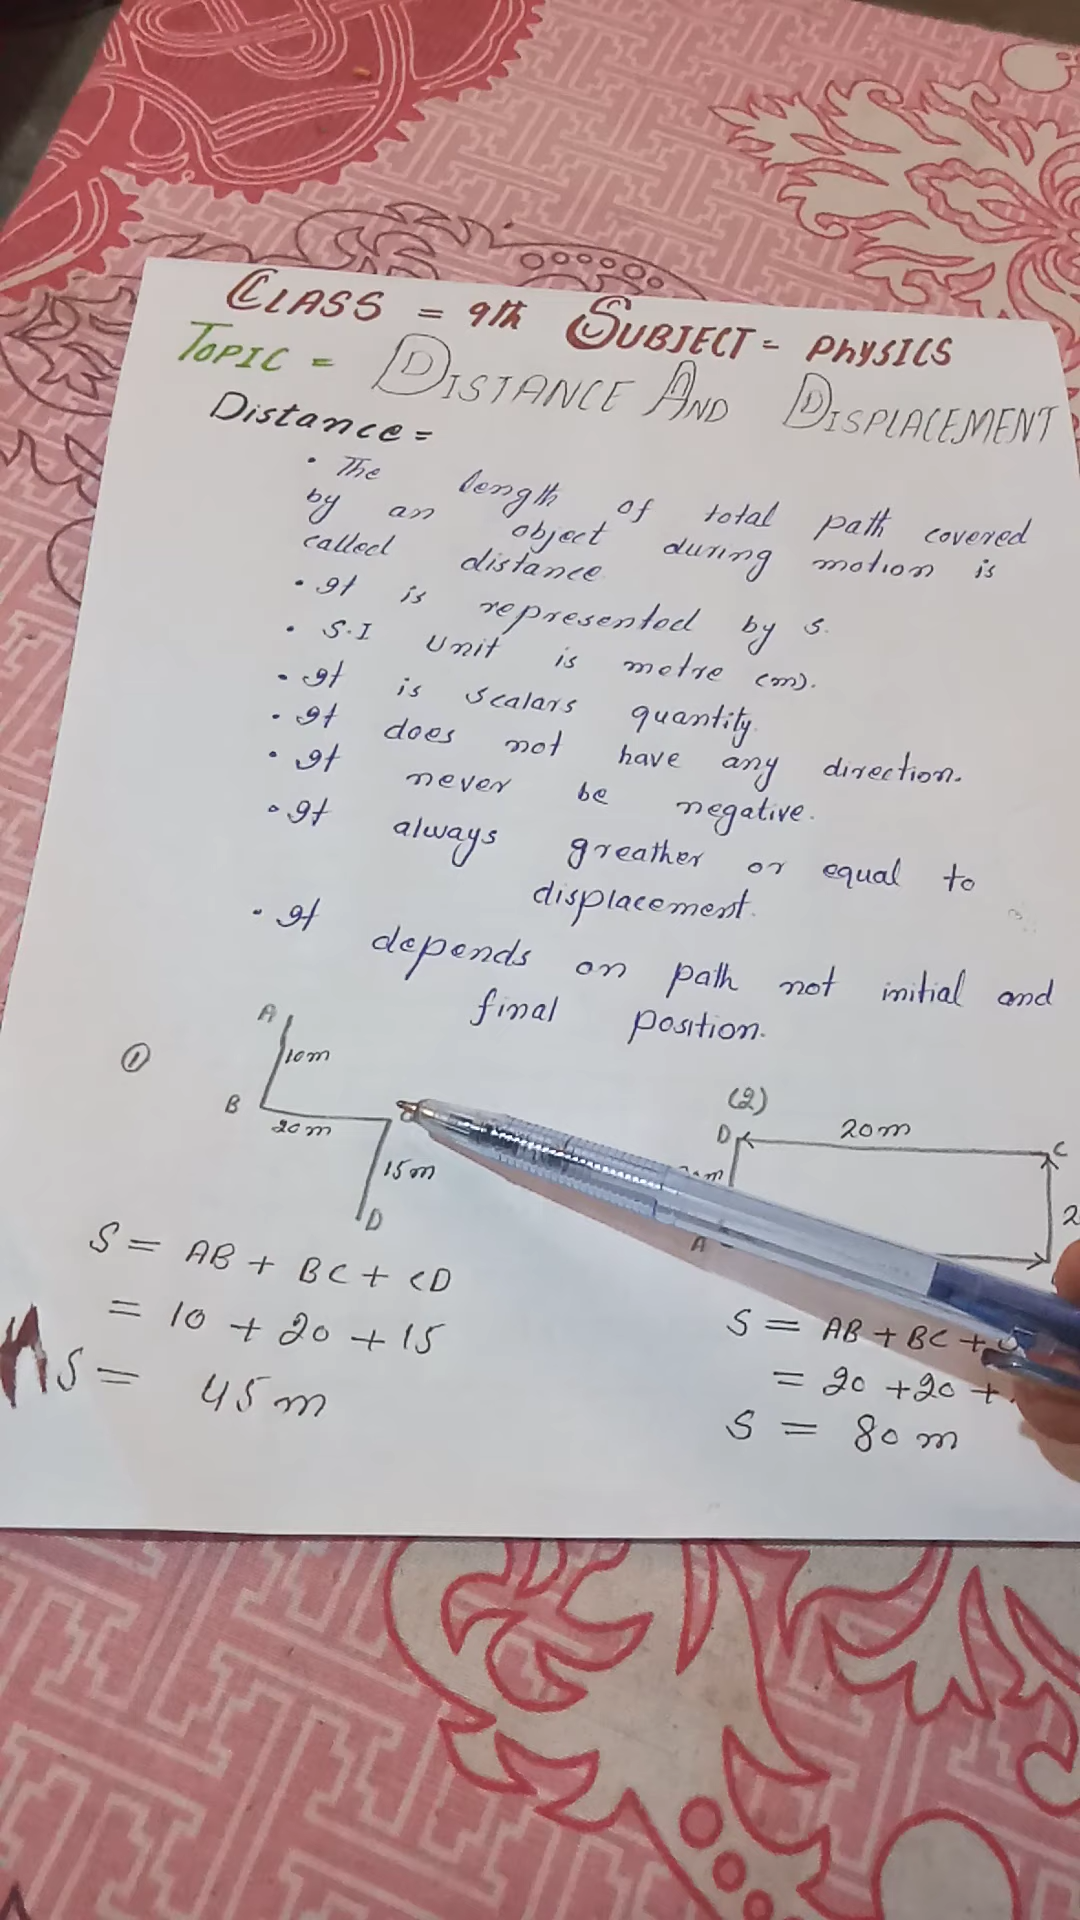 CLASS = 9th SUBJECT = PhysICS
TOPIC = DISTANCE AND DISPLACEMENT
Distance =
• The length of total path covered
by an object during motion is
called distance.
• It is represented by s.
• S.I Unit is metre (m).
• It is scalars quantity.
• It does not have any direction.
• It never be negative.
• It always greather or equal to
displacement.
• It depends on path not initial and
final position.
①
A
10m
B
20m
15m
D
S = AB + BC + CD
= 10 + 20 + 15
S = 45m
(2)
D 20m C
m
2
A
S = AB + BC +
= 20 + 20 +
S = 80 m